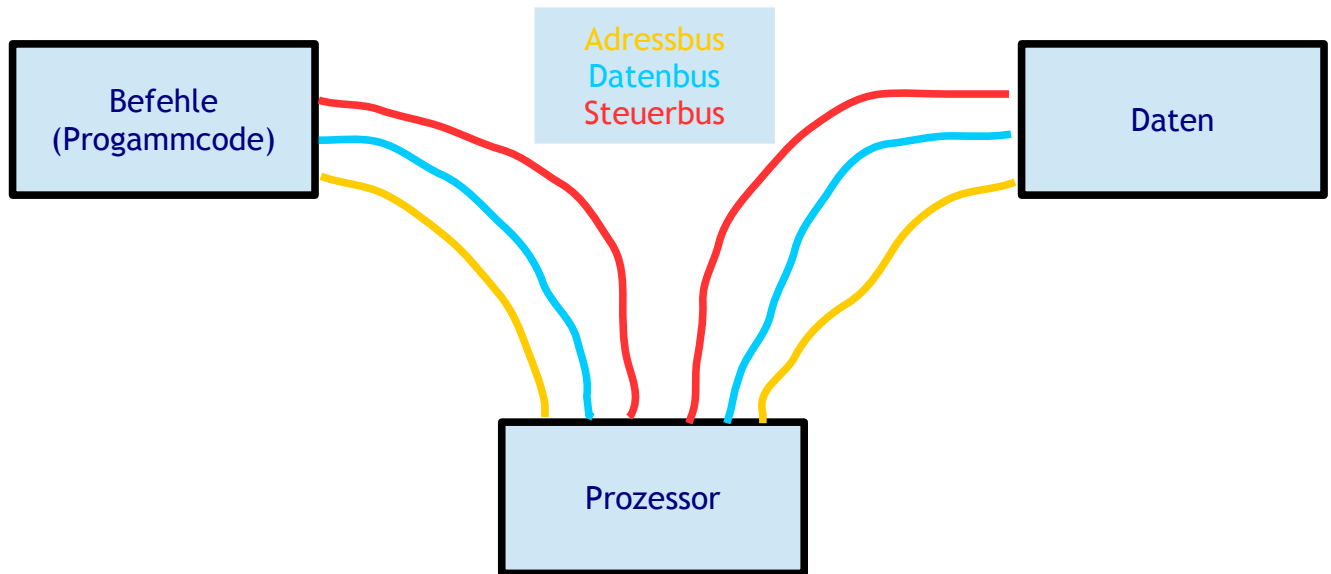 Adressbus
Datenbus
Steuerbus
Befehle
(Progammcode)
Daten
Prozessor